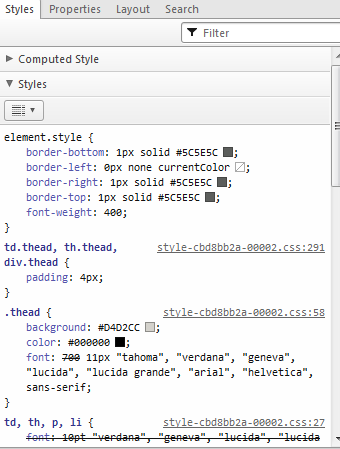 Styles Properties Layout Search
Filter
Computed Style
Styles
element.style {
border-bottom: 1px solid #5C5E5C ;
border-left: 0px none currentColor ;
border-right: 1px solid #5C5E5C ;
border-top: 1px solid #5C5E5C ;
font-weight: 400;
}
td.thead, th.thead, style-cbd8bb2a-00002.css:291
div.thead {
padding: 4px;
}
.thead { style-cbd8bb2a-00002.css:58
background: #D4D2CC ;
color: #000000 ;
font: 700 11px "tahoma", "verdana", "geneva",
"lucida", "lucida grande", "arial", "helvetica",
sans-serif;
}
td, th, p, li { style-cbd8bb2a-00002.css:27
font: 10pt "verdana", "geneva", "lucida", "lucida